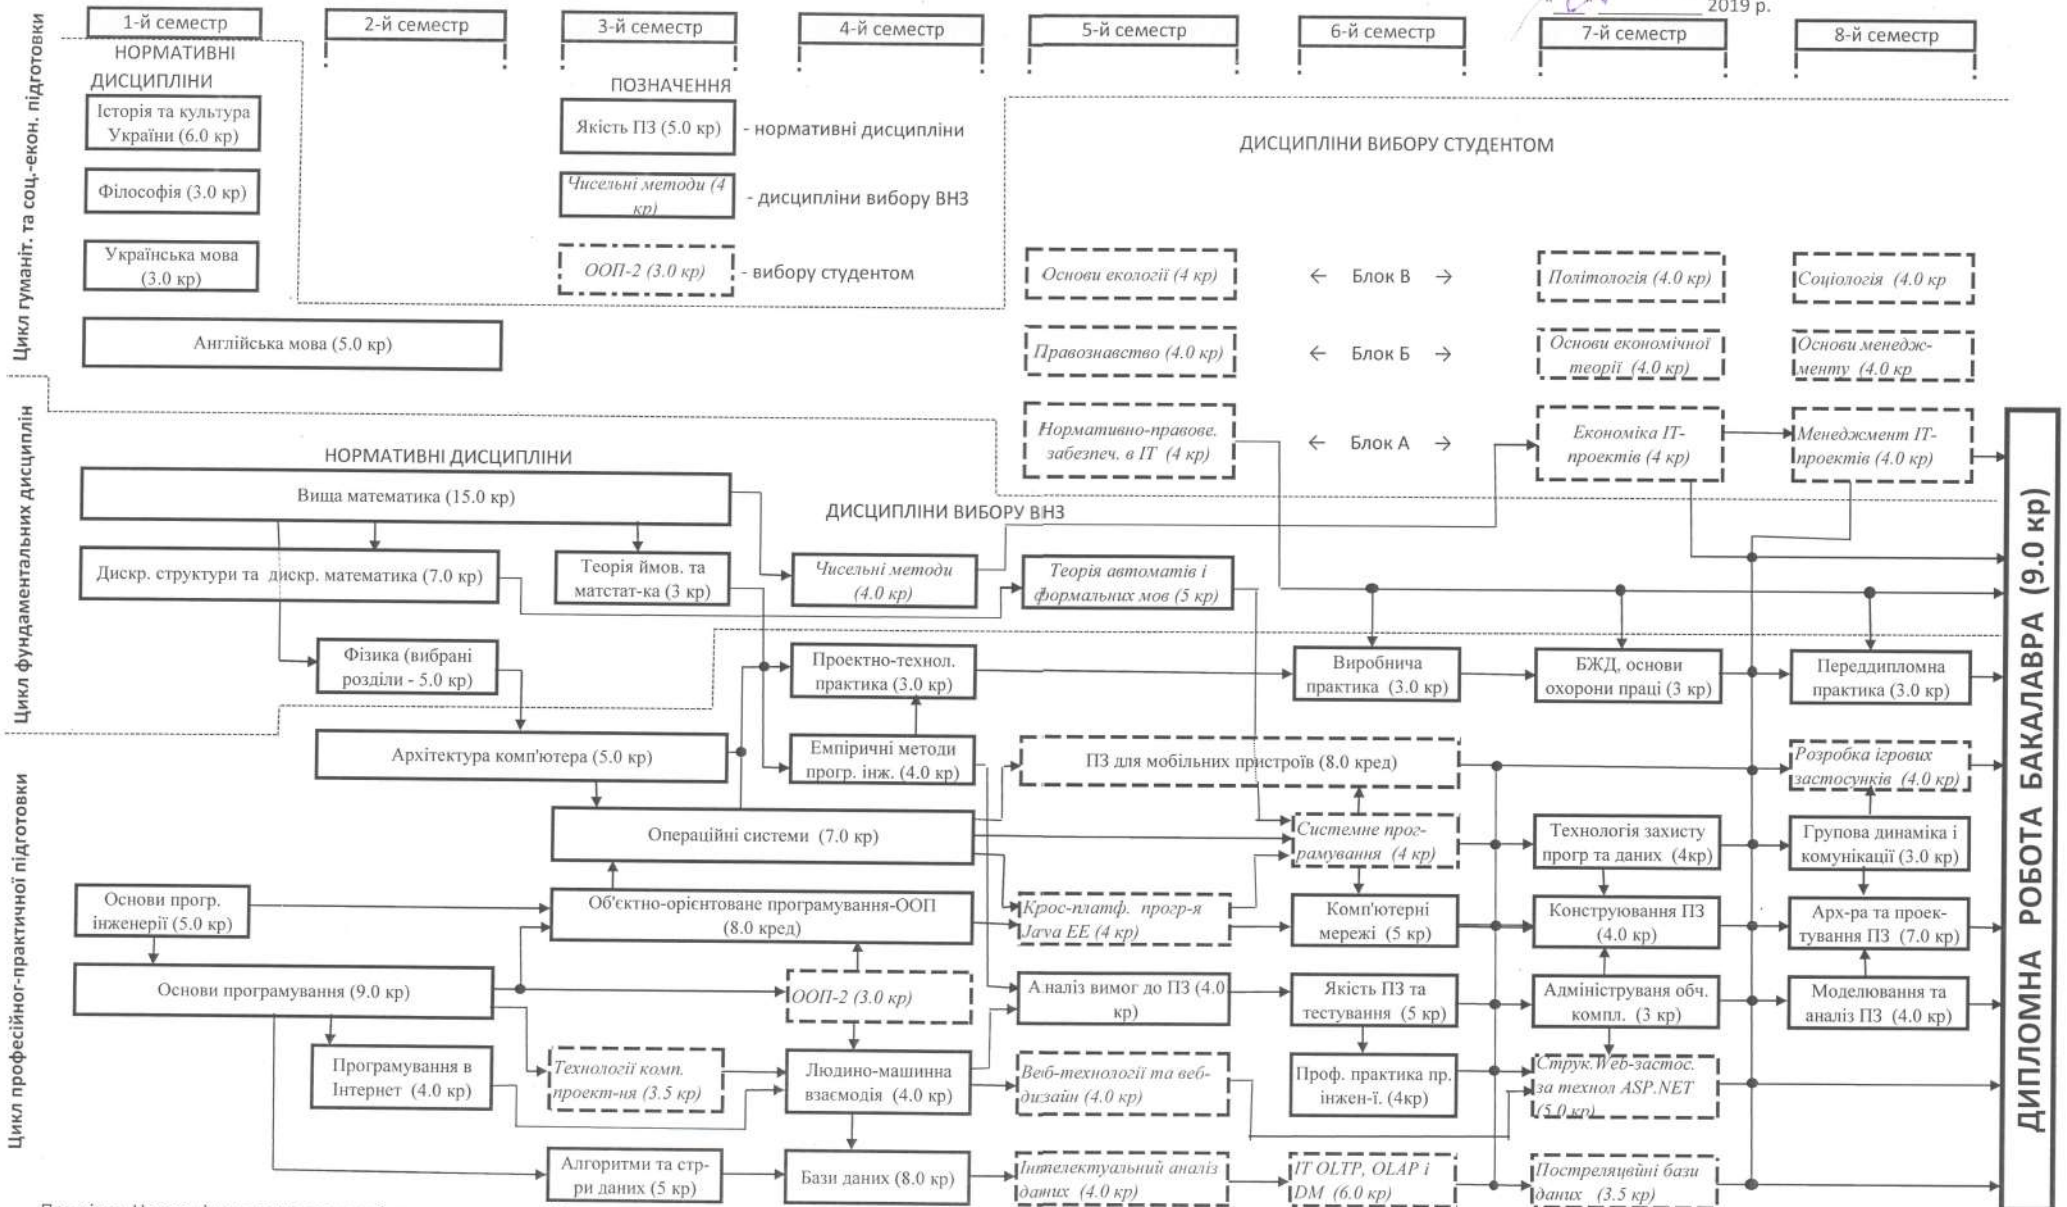 2019 р.
1-й семестр
2-й семестр
3-й семестр
4-й семестр
5-й семестр
6-й семестр
7-й семестр
8-й семестр
Цикл гуманіт. та соц.-екон. підготовки
НОРМАТИВНІ
ДИСЦИПЛІНИ
Історія та культура
України (6.0 кр)
Філософія (3.0 кр)
Українська мова
(3.0 кр)
Англійська мова (5.0 кр)
ПОЗНАЧЕННЯ
Якість ПЗ (5.0 кр)
- нормативні дисципліни
Чисельні методи (4
кр)
- дисципліни вибору ВНЗ
ООП-2 (3.0 кр)
- вибору студентом
ДИСЦИПЛІНИ ВИБОРУ СТУДЕНТОМ
Основи екології (4 кр)
← Блок В →
Політологія (4.0 кр)
Соціологія (4.0 кр
Правознавство (4.0 кр)
← Блок Б →
Основи економічної
теорії (4.0 кр)
Основи менедж-
менту (4.0 кр
Нормативно-правове.
забезпеч. в ІТ (4 кр)
← Блок А →
Економіка ІТ-
проектів (4 кр)
Менеджмент ІТ-
проектів (4.0 кр)
Цикл фундаментальних дисциплін
НОРМАТИВНІ ДИСЦИПЛІНИ
Вища математика (15.0 кр)
ДИСЦИПЛІНИ ВИБОРУ ВНЗ
Дискр. структури та дискр. математика (7.0 кр)
Теорія ймов. та
матстат-ка (3 кр)
Чисельні методи
(4.0 кр)
Теорія автоматів і
формальних мов (5 кр)
Фізика (вибрані
розділи - 5.0 кр)
Проектно-технол.
практика (3.0 кр)
Виробнича
практика (3.0 кр)
БЖД, основи
охорони праці (3 кр)
Переддипломна
практика (3.0 кр)
Цикл професійног-практичної підготовки
Архітектура комп'ютера (5.0 кр)
Емпіричні методи
прогр. інж. (4.0 кр)
ПЗ для мобільних пристроїв (8.0 кред)
Розробка ігрових
застосунків (4.0 кр)
Операційні системи (7.0 кр)
Системне прог-
рамування (4 кр)
Технологія захисту
прогр та даних (4кр)
Групова динаміка і
комунікації (3.0 кр)
Основи прогр.
інженерії (5.0 кр)
Об'єктно-орієнтоване програмування-ООП
(8.0 кред)
Крос-платф. прогр-я
Java EE (4 кр)
Комп'ютерні
мережі (5 кр)
Конструювання ПЗ
(4.0 кр)
Арх-ра та проек-
тування ПЗ (7.0 кр)
Основи програмування (9.0 кр)
ООП-2 (3.0 кр)
Аналіз вимог до ПЗ (4.0
кр)
Якість ПЗ та
тестування (5 кр)
Адмініструваня обч.
компл. (3 кр)
Моделювання та
аналіз ПЗ (4.0 кр)
Програмування в
Інтернет (4.0 кр)
Технології комп.
проект-ня (3.5 кр)
Людино-машинна
взаємодія (4.0 кр)
Веб-технології та веб-
дизайн (4.0 кр)
Проф. практика пр.
інжен-ї. (4кр)
Струк.Web-застос.
за технол ASP.NET
(5.0 кр)
Алгоритми та стр-
ри даних (5 кр)
Бази даних (8.0 кр)
Інтелектуальний аналіз
даних (4.0 кр)
ІТ OLTP, OLAP і
DM (6.0 кр)
Постреляцвйні бази
даних (3.5 кр)
ДИПЛОМНА РОБОТА БАКАЛАВРА (9.0 кр)